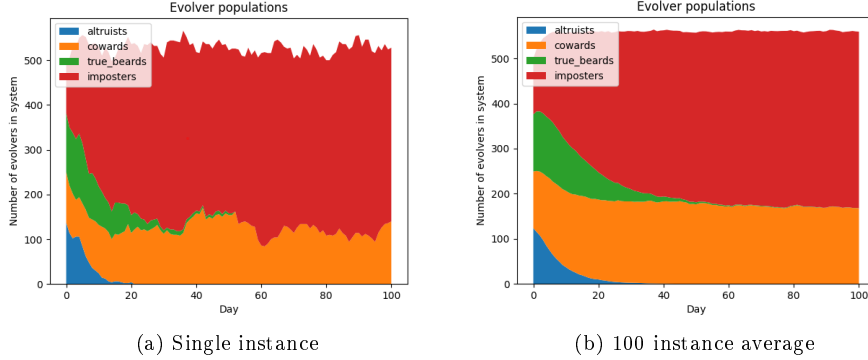 Evolver populations
Number of evolvers in system
500
400
300
200
100
0
altruists
cowards
true_beards
imposters
0 20 40 60 80 100
Day
(a) Single instance
Evolver populations
Number of evolvers in system
500
400
300
200
100
0
altruists
cowards
true_beards
imposters
0 20 40 60 80 100
Day
(b) 100 instance average